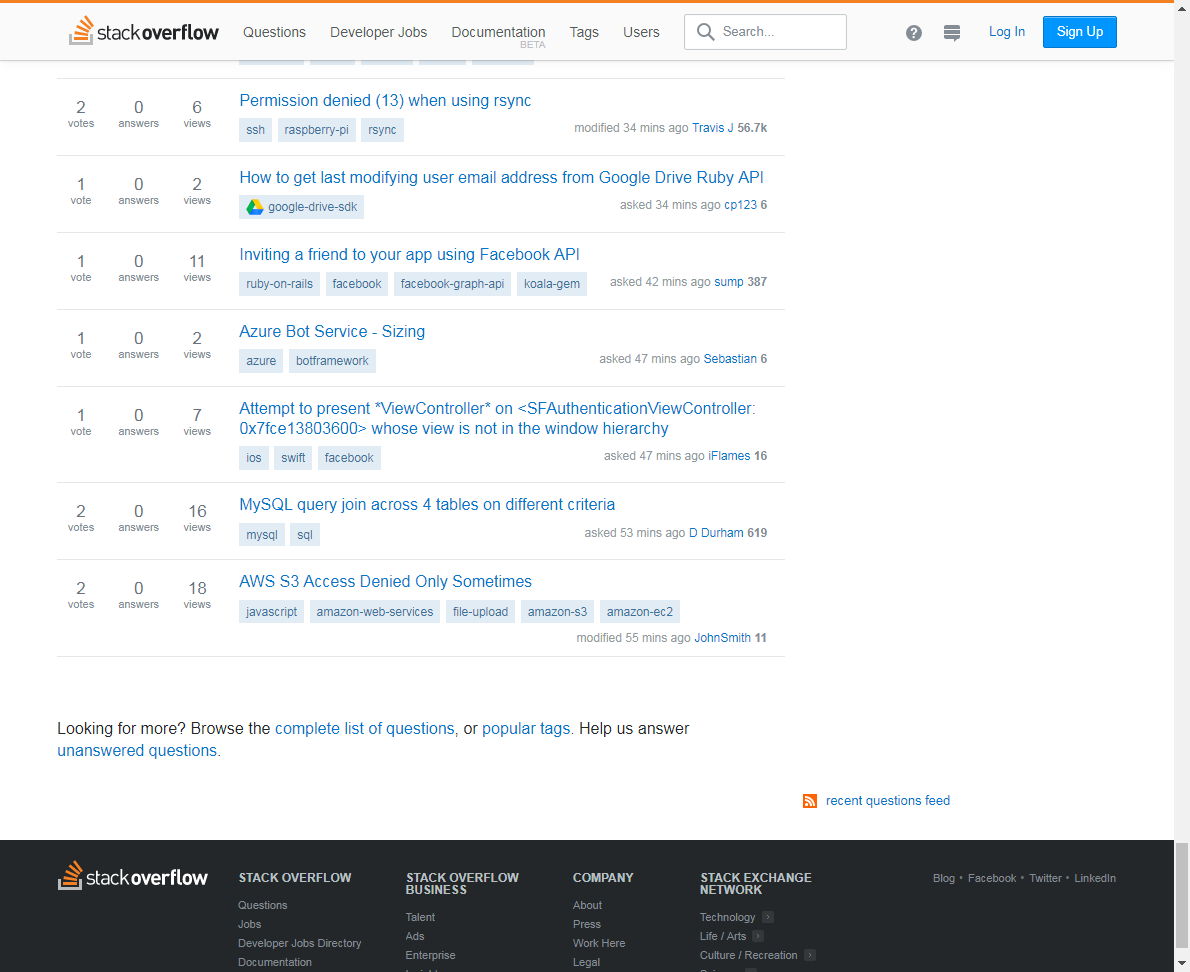 stackoverflow Questions Developer Jobs Documentation Tags Users Search... Log In Sign Up
BETA
Permission denied (13) when using rsync
2 0 6
votes answers views
ssh raspberry-pi rsync modified 34 mins ago Travis J 56.7k
How to get last modifying user email address from Google Drive Ruby API
1 0 2
vote answers views
google-drive-sdk asked 34 mins ago cp123 6
Inviting a friend to your app using Facebook API
1 0 11
vote answers views
ruby-on-rails facebook facebook-graph-api koala-gem asked 42 mins ago sump 387
Azure Bot Service - Sizing
1 0 2
vote answers views
azure botframework asked 47 mins ago Sebastian 6
Attempt to present *ViewController* on <SFAuthenticationViewController:
0x7fce13803600> whose view is not in the window hierarchy
1 0 7
vote answers views
ios swift facebook asked 47 mins ago iFlames 16
MySQL query join across 4 tables on different criteria
2 0 16
votes answers views
mysql sql asked 53 mins ago D Durham 619
AWS S3 Access Denied Only Sometimes
2 0 18
votes answers views
javascript amazon-web-services file-upload amazon-s3 amazon-ec2
modified 55 mins ago JohnSmith 11
Looking for more? Browse the complete list of questions, or popular tags. Help us answer
unanswered questions.
recent questions feed
stackoverflow
STACK OVERFLOW
Questions
Jobs
Developer Jobs Directory
Documentation
STACK OVERFLOW
BUSINESS
Talent
Ads
Enterprise
COMPANY
About
Press
Work Here
Legal
STACK EXCHANGE
NETWORK
Technology
Life / Arts
Culture / Recreation
Blog • Facebook • Twitter • LinkedIn